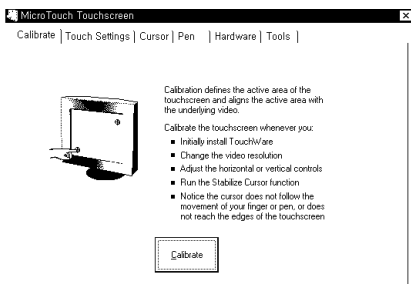 MicroTouch Touchscreen
Calibrate | Touch Settings | Cursor | Pen | Hardware | Tools |
Calibration defines the active area of the
touchscreen and aligns the active area with
the underlying video.
Calibrate the touchscreen whenever you:
■ Initially install TouchWare
■ Change the video resolution
■ Adjust the horizontal or vertical controls
■ Run the Stabilize Cursor function
■ Notice the cursor does not follow the
movement of your finger or pen, or does
not reach the edges of the touchscreen
Calibrate